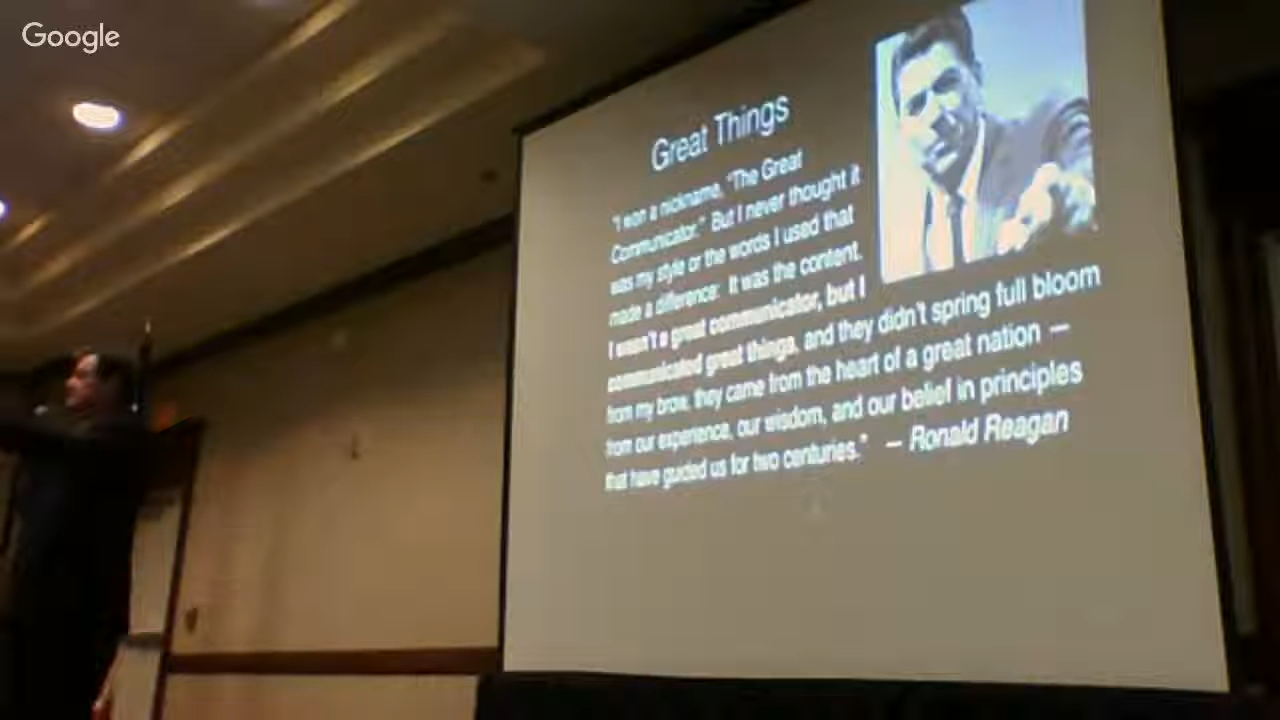 Google
Great Things
"I won a nickname, "The Great
Communicator." But I never thought it
was my style or the words I used that
made a difference: It was the content.
I wasn't a great communicator, but I
communicated great things, and they didn't spring full bloom
from my brow, they came from the heart of a great nation —
from our experience, our wisdom, and our belief in principles
that have guided us for two centuries." – Ronald Reagan